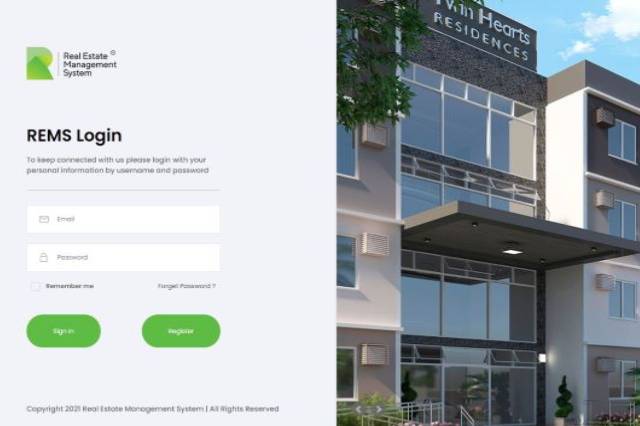 Real Estate ®
Management
System
REMS Login
To keep connected with us please login with your
personal information by username and password
Email
Password
Remember me
Forget Password ?
Sign in
Register
Copyright 2021 Real Estate Management System | All Rights Reserved
Twin Hearts
RESIDENCES